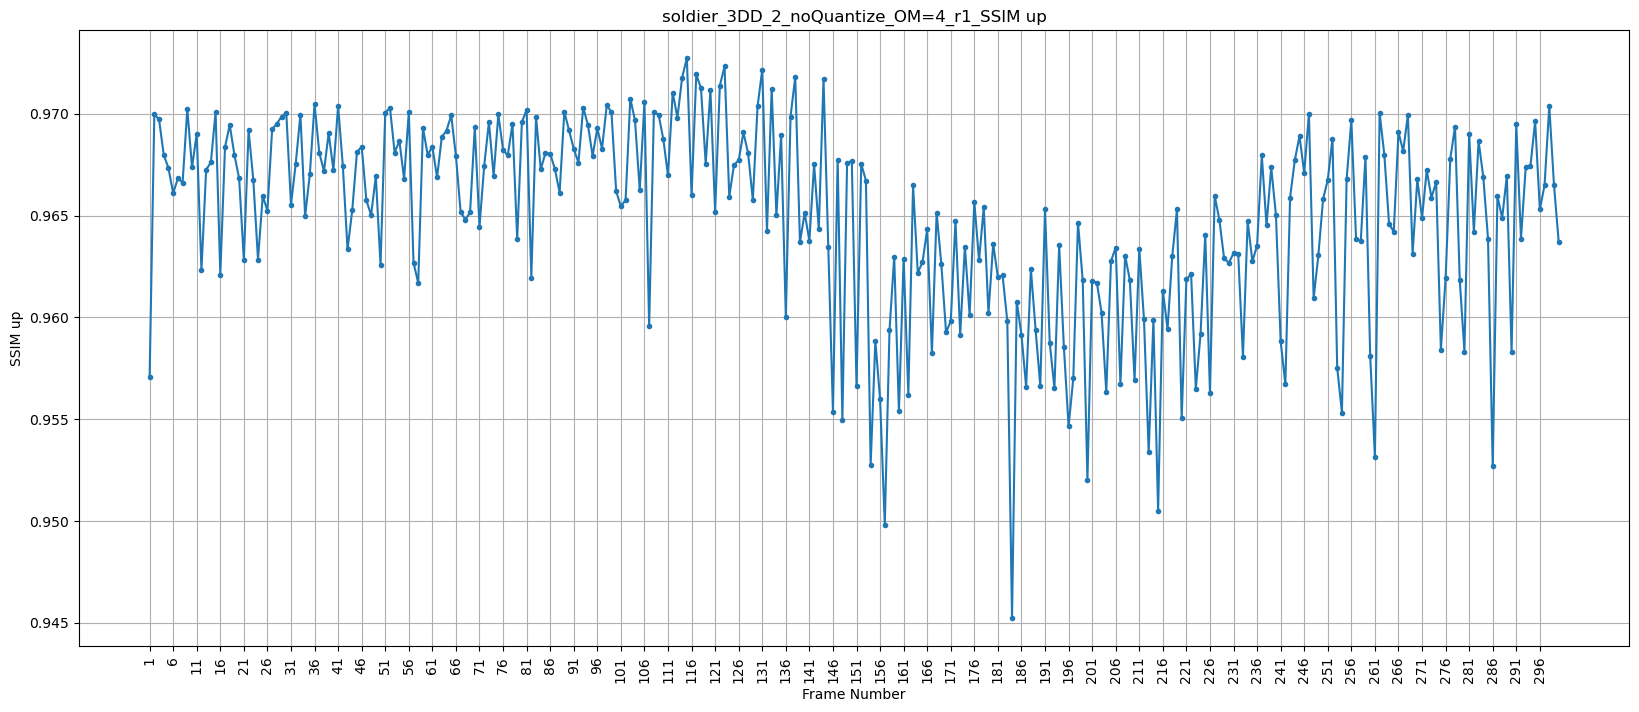 soldier_3DD_2_noQuantize_OM=4_r1_SSIM up
0.970
0.965
0.960
0.955
0.950
0.945
SSIM up
1 6 11 16 21 26 31 36 41 46 51 56 61 66 71 76 81 86 91 96 101 106 111 116 121 126 131 136 141 146 151 156 161 166 171 176 181 186 191 196 201 206 211 216 221 226 231 236 241 246 251 256 261 266 271 276 281 286 291 296
Frame Number